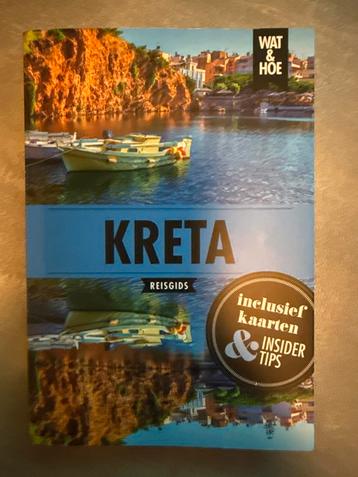 WAT
&
HOE
KRETA
REISGIDS
inclusief
kaarten
& INSIDER
TIPS